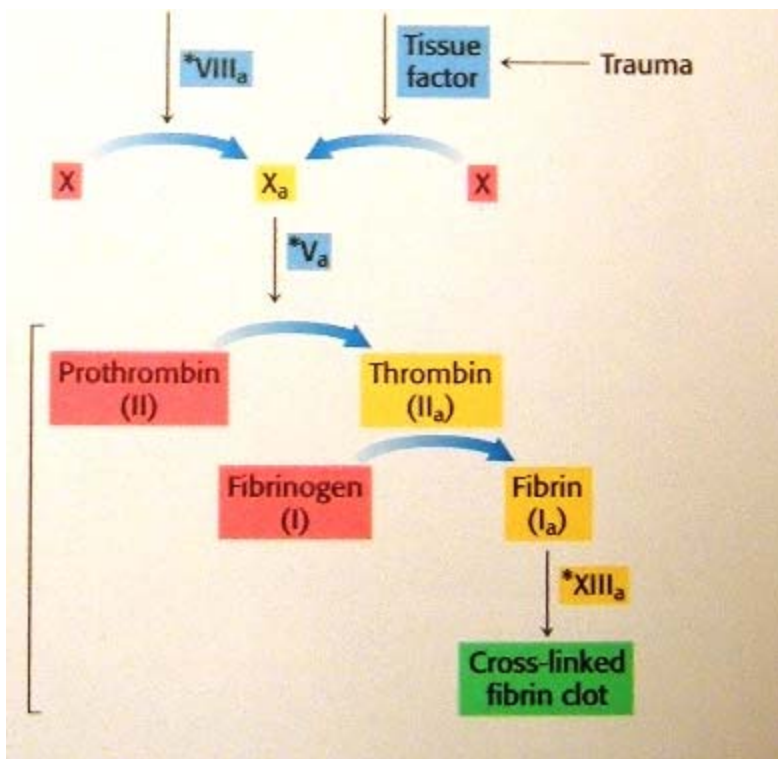 *VIIIₐ
Tissue
factor
Trauma
X
Xₐ
X
*Vₐ
Prothrombin
(II)
Thrombin
(IIₐ)
Fibrinogen
(I)
Fibrin
(Iₐ)
*XIIIₐ
Cross-linked
fibrin clot